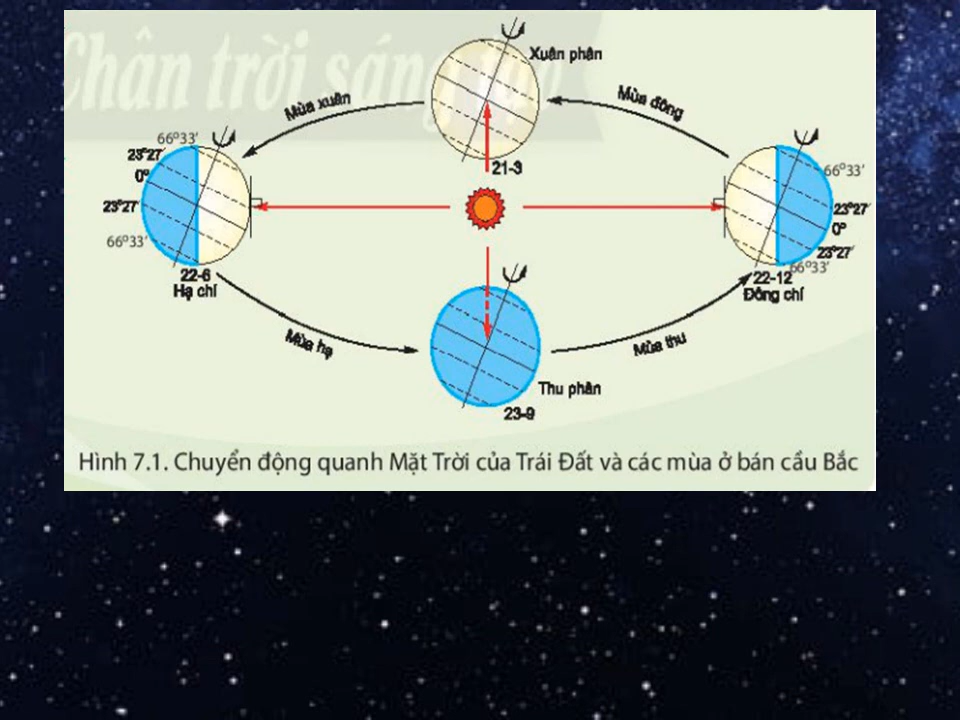 Chân trời sáng tạo
Xuân phân
Mùa xuân
Mùa đông
21-3
66°33'
23°27'
0°
23°27'
66°33'
22-6
Hạ chí
66°33'
23°27'
0°
23°27'
66°33'
22-12
Đông chí
Mùa hạ
Mùa thu
Thu phân
23-9
Hình 7.1. Chuyển động quanh Mặt Trời của Trái Đất và các mùa ở bán cầu Bắc